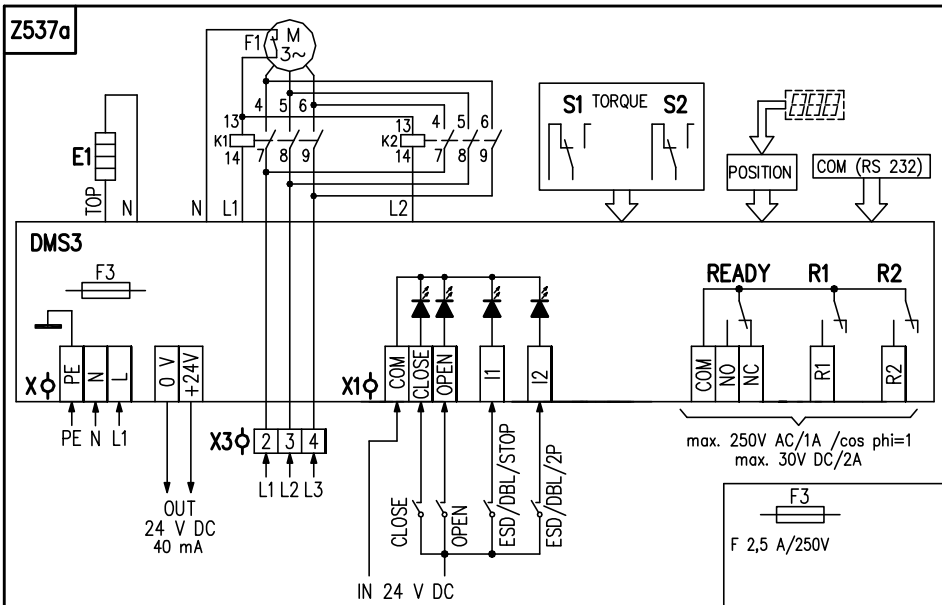 Z537a
F1
M
3~
4 5 6
13
K1
14
7 8 9
13
K2
14
4 5 6
7 8 9
E1
TOP
N
N
L1
L2
S1 TORQUE S2
POSITION
COM (RS 232)
DMS3
F3
READY R1 R2
X
PE
N
L
0 V
+24V
X1
COM
CLOSE
OPEN
I1
I2
COM
NO
NC
R1
R2
PE N L1
X3
2 3 4
L1 L2 L3
OUT
24 V DC
40 mA
CLOSE
OPEN
ESD/DBL/STOP
ESD/DBL/2P
IN 24 V DC
max. 250V AC/1A /cos phi=1
max. 30V DC/2A
F3
F 2,5 A/250V